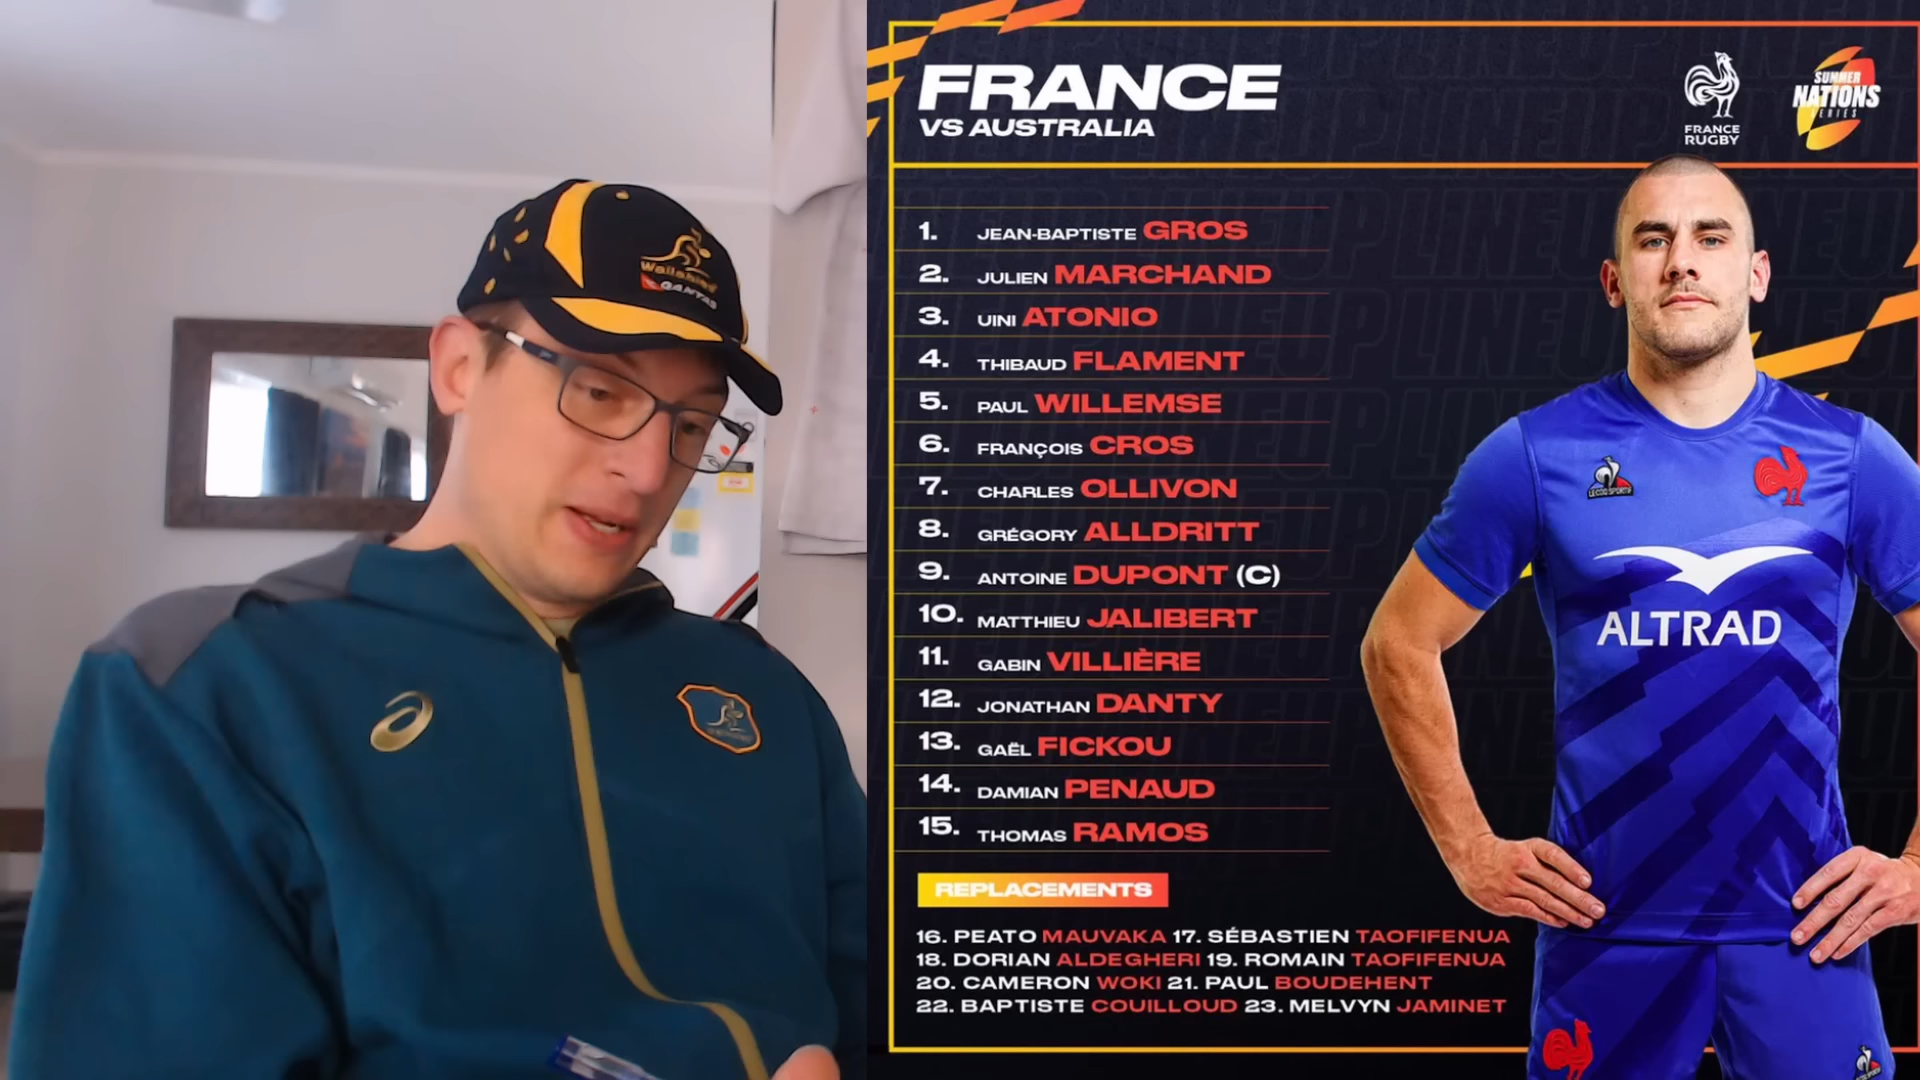 Wallabies
QANTAS
FRANCE
VS AUSTRALIA
FRANCE
RUGBY
SUMMER
NATIONS
SERIES
1. JEAN-BAPTISTE GROS
2. JULIEN MARCHAND
3. UINI ATONIO
4. THIBAUD FLAMENT
5. PAUL WILLEMSE
6. FRANÇOIS CROS
7. CHARLES OLLIVON
8. GRÉGORY ALLDRITT
9. ANTOINE DUPONT (C)
10. MATTHIEU JALIBERT
11. GABIN VILLIÈRE
12. JONATHAN DANTY
13. GAËL FICKOU
14. DAMIAN PENAUD
15. THOMAS RAMOS
REPLACEMENTS
16. PEATO MAUVAKA 17. SÉBASTIEN TAOFIFENUA
18. DORIAN ALDEGHERI 19. ROMAIN TAOFIFENUA
20. CAMERON WOKI 21. PAUL BOUDEHENT
22. BAPTISTE COUILLOUD 23. MELVYN JAMINET
LE COQ SPORTIF
ALTRAD